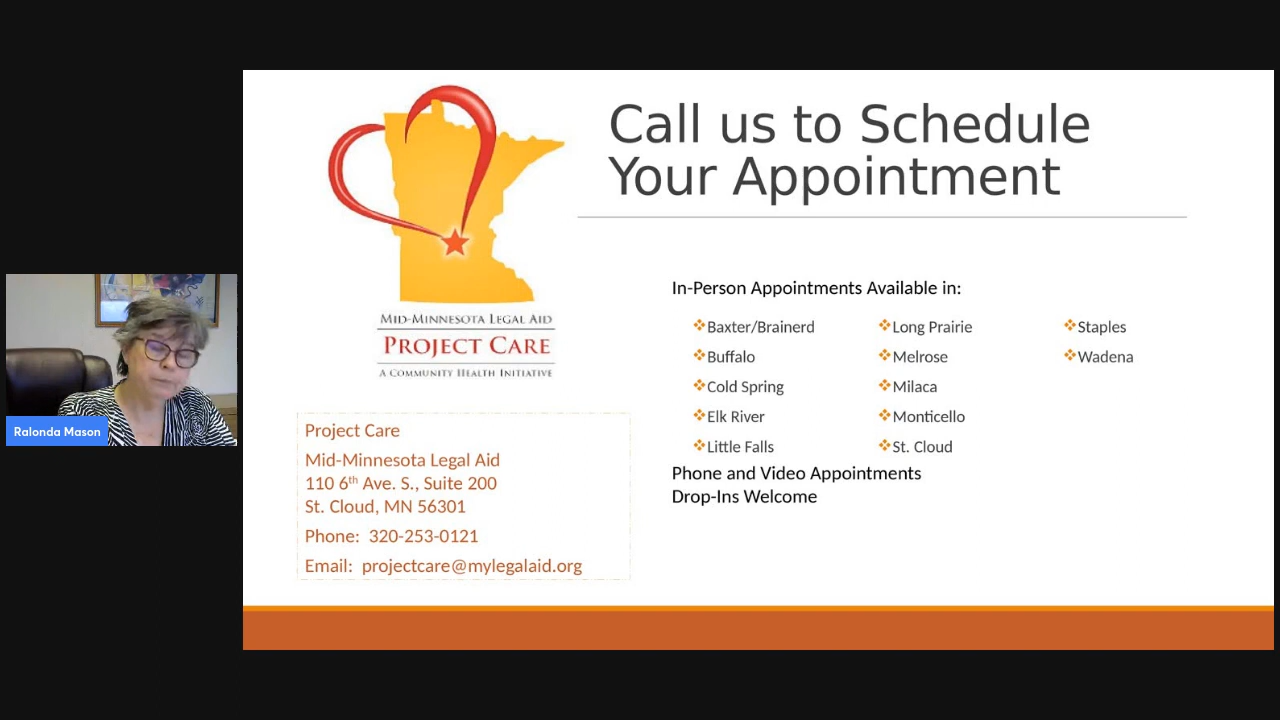 Call us to Schedule
Your Appointment
MID-MINNESOTA LEGAL AID
PROJECT CARE
A COMMUNITY HEALTH INITIATIVE
Project Care
Mid-Minnesota Legal Aid
110 6th Ave. S., Suite 200
St. Cloud, MN 56301
Phone: 320-253-0121
Email: projectcare@mylegalaid.org
In-Person Appointments Available in:
❖Baxter/Brainerd
❖Buffalo
❖Cold Spring
❖Elk River
❖Little Falls
❖Long Prairie
❖Melrose
❖Milaca
❖Monticello
❖St. Cloud
❖Staples
❖Wadena
Phone and Video Appointments
Drop-Ins Welcome
Ralonda Mason